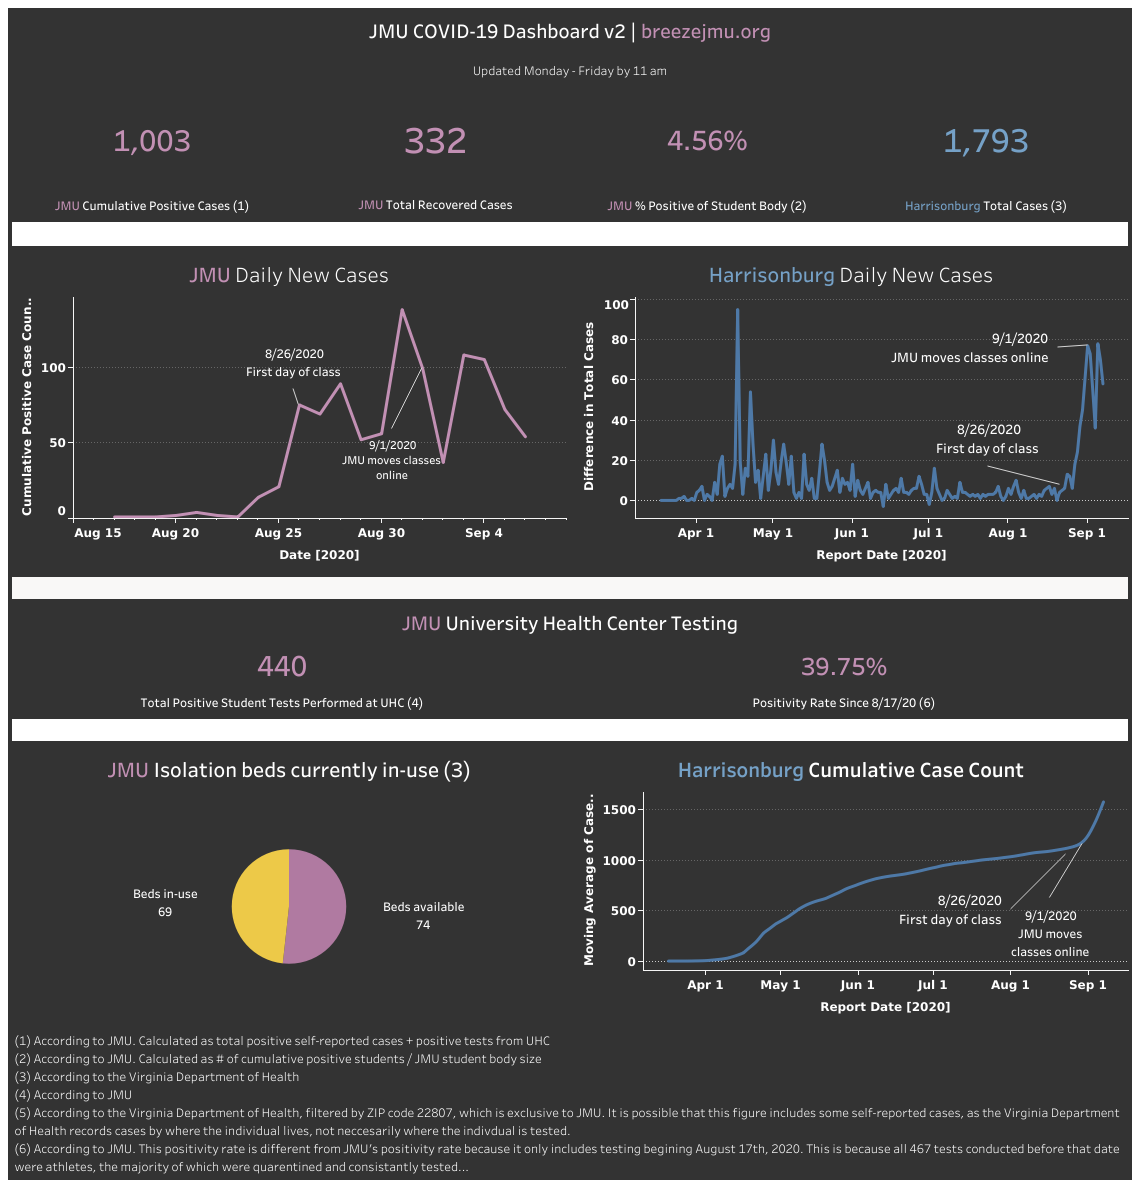 JMU COVID-19 Dashboard v2 | breezejmu.org
Updated Monday - Friday by 11 am
1,003
332
4.56%
1,793
JMU Cumulative Positive Cases (1)
JMU Total Recovered Cases
JMU % Positive of Student Body (2)
Harrisonburg Total Cases (3)
JMU Daily New Cases
Cumulative Positive Case Coun..
100
50
0
8/26/2020
First day of class
9/1/2020
JMU moves classes
online
Aug 15
Aug 20
Aug 25
Aug 30
Sep 4
Date [2020]
Harrisonburg Daily New Cases
Difference in Total Cases
100
80
60
40
20
0
9/1/2020
JMU moves classes online
8/26/2020
First day of class
Apr 1
May 1
Jun 1
Jul 1
Aug 1
Sep 1
Report Date [2020]
JMU University Health Center Testing
440
39.75%
Total Positive Student Tests Performed at UHC (4)
Positivity Rate Since 8/17/20 (6)
JMU Isolation beds currently in-use (3)
Beds in-use
69
Beds available
74
Harrisonburg Cumulative Case Count
Moving Average of Case..
1500
1000
500
0
8/26/2020
First day of class
9/1/2020
JMU moves
classes online
Apr 1
May 1
Jun 1
Jul 1
Aug 1
Sep 1
Report Date [2020]
(1) According to JMU. Calculated as total positive self-reported cases + positive tests from UHC
(2) According to JMU. Calculated as # of cumulative positive students / JMU student body size
(3) According to the Virginia Department of Health
(4) According to JMU
(5) According to the Virginia Department of Health, filtered by ZIP code 22807, which is exclusive to JMU. It is possible that this figure includes some self-reported cases, as the Virginia Department
of Health records cases by where the individual lives, not neccesarily where the indivdual is tested.
(6) According to JMU. This positivity rate is different from JMU's positivity rate because it only includes testing begining August 17th, 2020. This is because all 467 tests conducted before that date
were athletes, the majority of which were quarentined and consistantly tested...